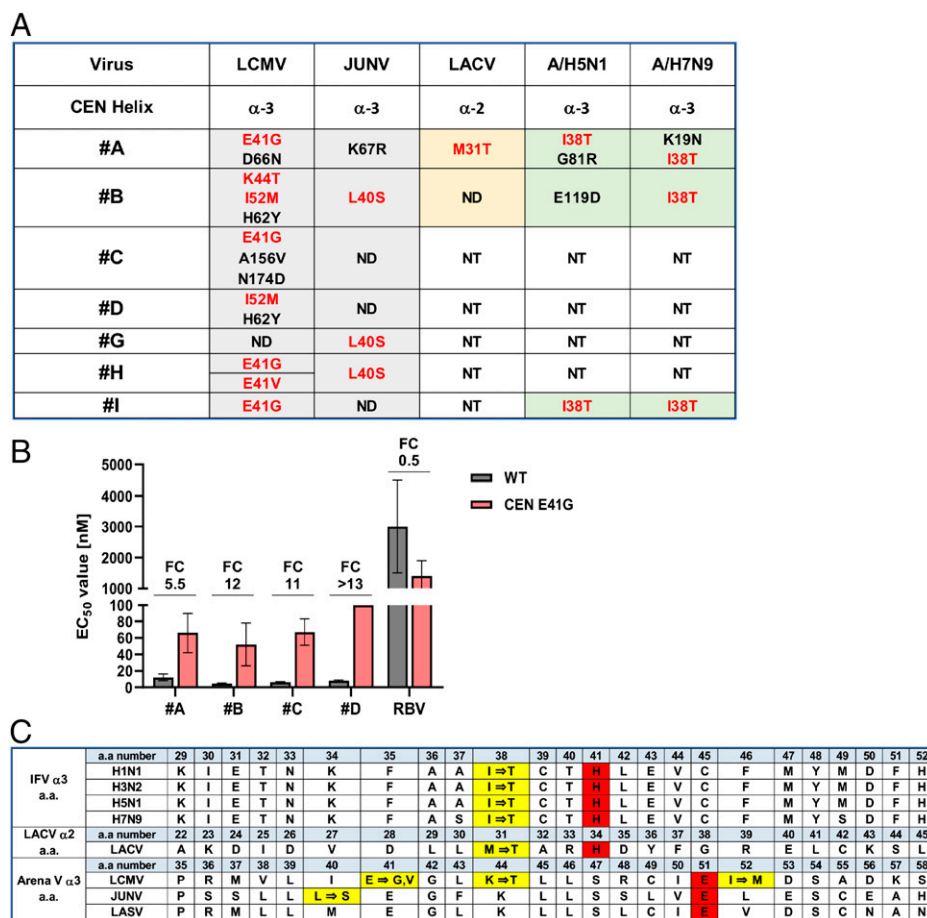 A
Virus LCMV JUNV LACV A/H5N1 A/H7N9
CEN Helix α-3 α-3 α-2 α-3 α-3
#A E41G D66N K67R M31T I38T G81R K19N I38T
#B K44T I52M H62Y L40S ND E119D I38T
#C E41G A156V N174D ND NT NT NT
#D I52M H62Y ND NT NT NT
#G ND L40S NT NT NT
#H E41G E41V L40S NT NT NT
#I E41G ND NT I38T I38T
B
FC
0.5
WT
CEN E41G
5000
4000
3000
2000
1000
100
80
60
40
20
0
EC50 value [nM]
FC
5.5
FC
12
FC
11
FC
>13
#A #B #C #D RBV
C
IFV α3
a.a.
a.a number 29 30 31 32 33 34 35 36 37 38 39 40 41 42 43 44 45 46 47 48 49 50 51 52
H1N1 K I E T N K F A A I ⇒ T C T H L E V C F M Y M D F H
H3N2 K I E T N K F A A I ⇒ T C T H L E V C F M Y M D F H
H5N1 K I E T N K F A A I ⇒ T C T H L E V C F M Y M D F H
H7N9 K I E T N K F A S I ⇒ T C T H L E V C F M Y S D F H
LACV α2
a.a.
a.a number 22 23 24 25 26 27 28 29 30 31 32 33 34 35 36 37 38 39 40 41 42 43 44 45
LACV A K D I D V D L L M ⇒ T A R H D Y F G R E L C K S L
Arena V α3
a.a.
a.a number 35 36 37 38 39 40 41 42 43 44 45 46 47 48 49 50 51 52 53 54 55 56 57 58
LCMV P R M V L I E ⇒ G,V G L K ⇒ T L L S R C I E I ⇒ M D S A D K S
JUNV P S S L L L ⇒ S E G F K L L S S L V E L E S C E A H
LASV P R M L L M E G L K L L S L C I E V D S C N A N